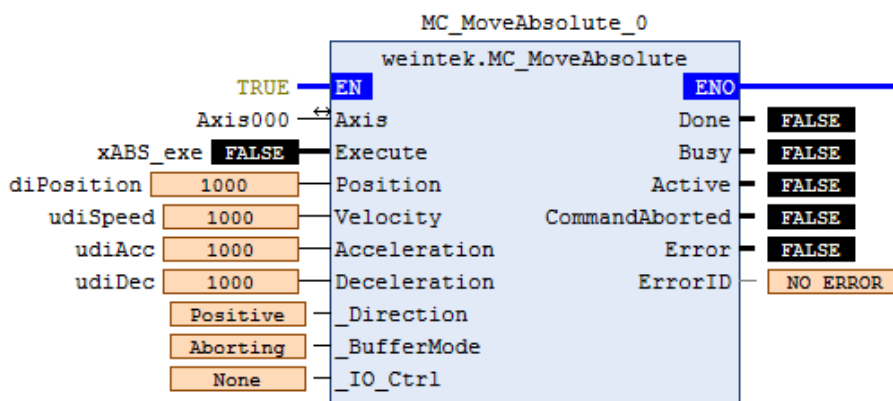 MC_MoveAbsolute_0
weintek.MC_MoveAbsolute
TRUE EN ENO
Axis000 Axis Done FALSE
xABS_exe FALSE Execute Busy FALSE
diPosition 1000 Position Active FALSE
udiSpeed 1000 Velocity CommandAborted FALSE
udiAcc 1000 Acceleration Error FALSE
udiDec 1000 Deceleration ErrorID NO ERROR
Positive _Direction
Aborting _BufferMode
None _IO_Ctrl